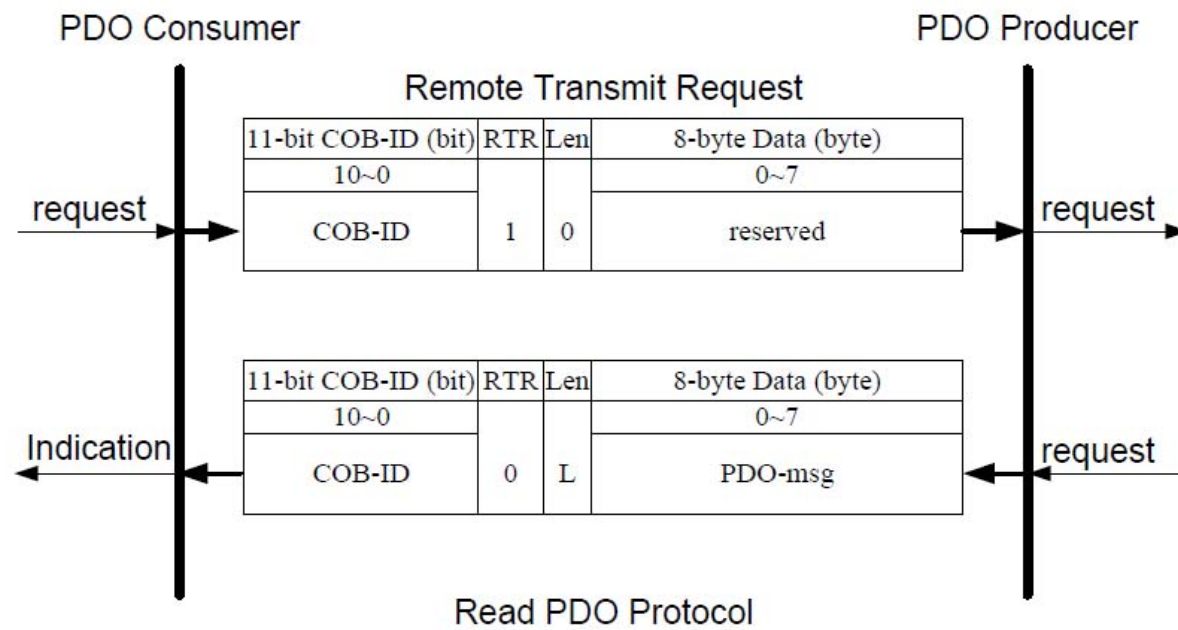 PDO Consumer PDO Producer
Remote Transmit Request
11-bit COB-ID (bit) RTR Len 8-byte Data (byte)
10~0 0~7
request COB-ID 1 0 reserved request
11-bit COB-ID (bit) RTR Len 8-byte Data (byte)
10~0 0~7
Indication COB-ID 0 L PDO-msg request
Read PDO Protocol